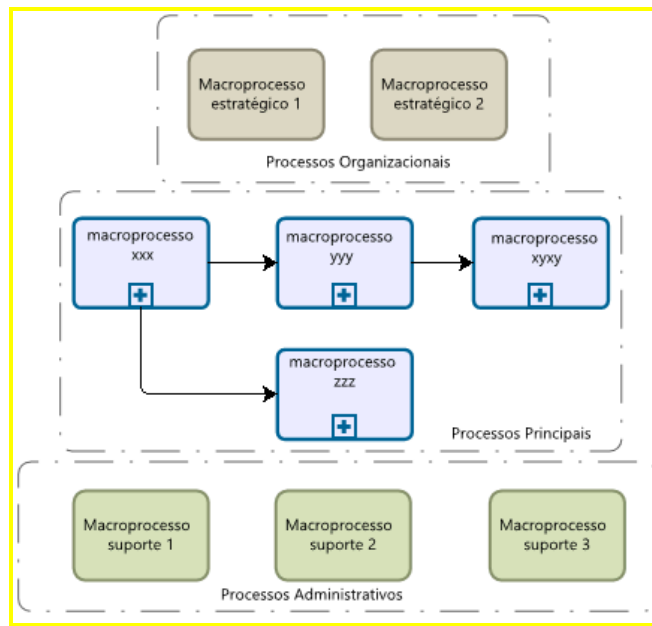 Macroprocesso
estratégico 1
Macroprocesso
estratégico 2
Processos Organizacionais
macroprocesso
xxx
macroprocesso
yyy
macroprocesso
xyxy
macroprocesso
zzz
Processos Principais
Macroprocesso
suporte 1
Macroprocesso
suporte 2
Macroprocesso
suporte 3
Processos Administrativos